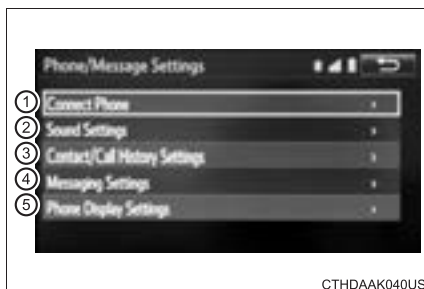 Phone/Message Settings
1 Connect Phone
2 Sound Settings
3 Contact/Call History Settings
4 Messaging Settings
5 Phone Display Settings
CTHDAAK040US